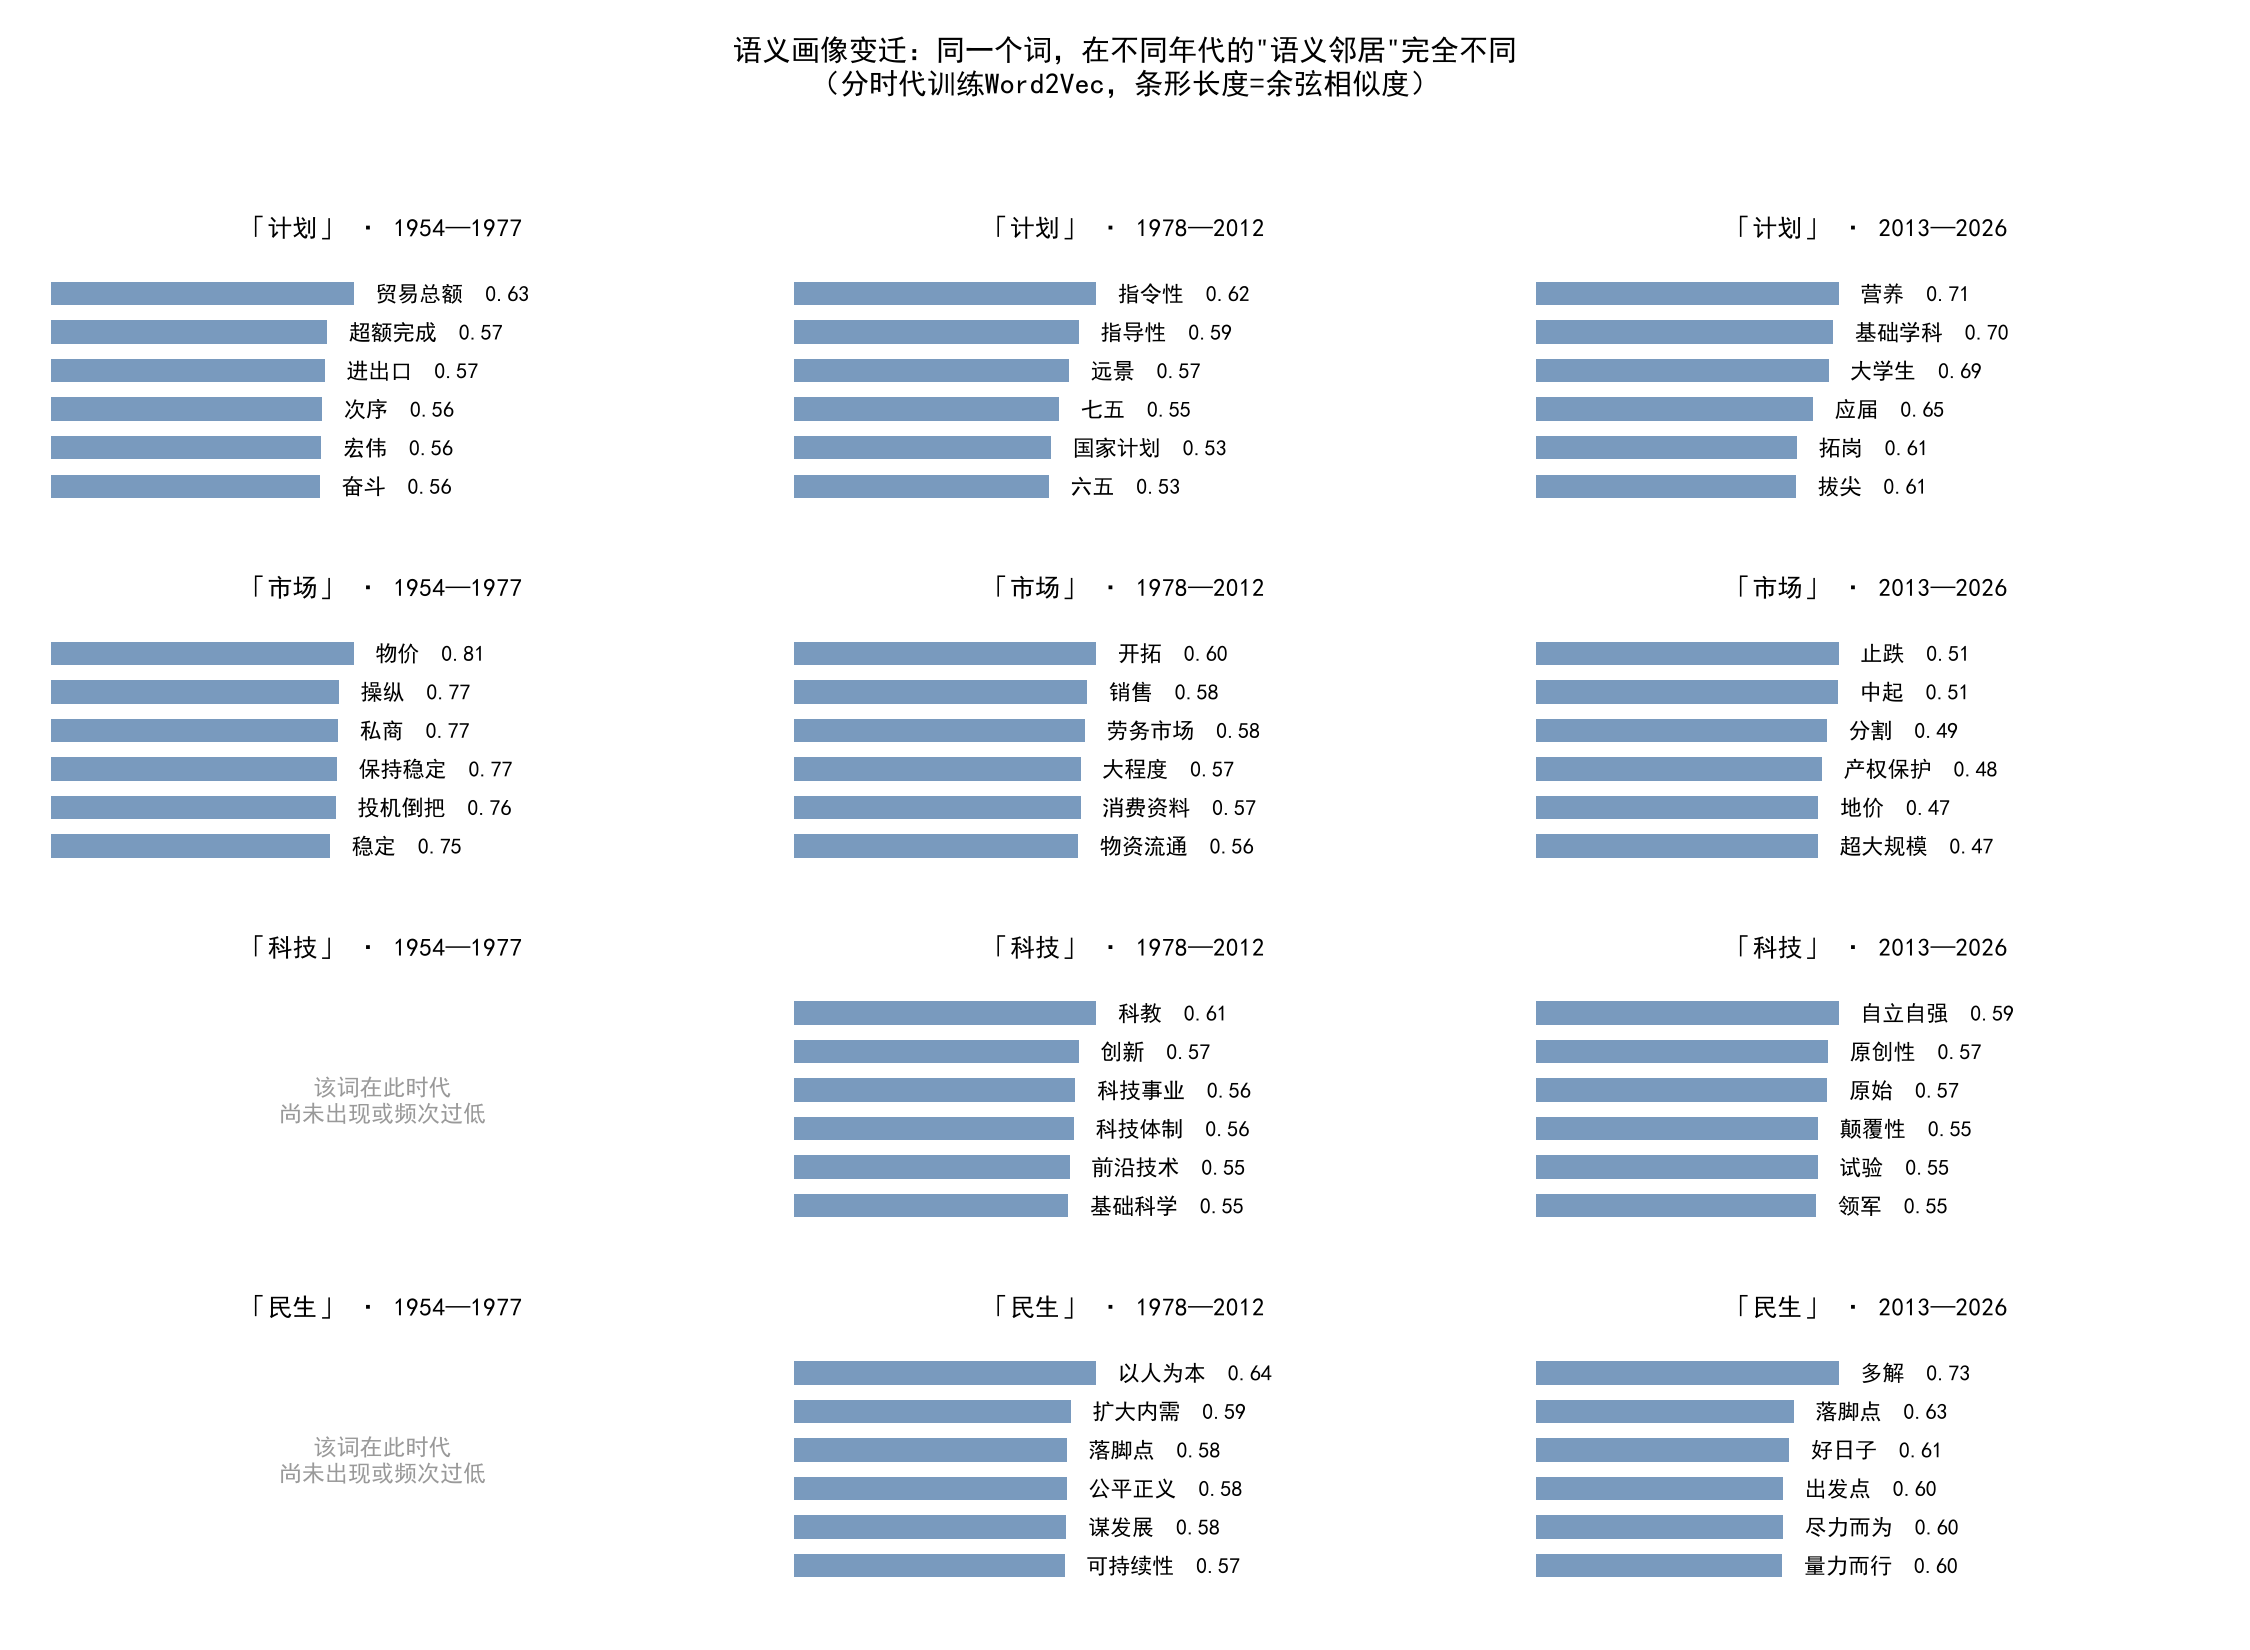 语义画像变迁：同一个词，在不同年代的"语义邻居"完全不同
（分时代训练Word2Vec，条形长度=余弦相似度）
「计划」 · 1954—1977
贸易总额 0.63
超额完成 0.57
进出口 0.57
次序 0.56
宏伟 0.56
奋斗 0.56
「计划」 · 1978—2012
指令性 0.62
指导性 0.59
远景 0.57
七五 0.55
国家计划 0.53
六五 0.53
「计划」 · 2013—2026
营养 0.71
基础学科 0.70
大学生 0.69
应届 0.65
拓岗 0.61
拔尖 0.61
「市场」 · 1954—1977
物价 0.81
操纵 0.77
私商 0.77
保持稳定 0.77
投机倒把 0.76
稳定 0.75
「市场」 · 1978—2012
开拓 0.60
销售 0.58
劳务市场 0.58
大程度 0.57
消费资料 0.57
物资流通 0.56
「市场」 · 2013—2026
止跌 0.51
中起 0.51
分割 0.49
产权保护 0.48
地价 0.47
超大规模 0.47
「科技」 · 1954—1977
该词在此时代
尚未出现或频次过低
「科技」 · 1978—2012
科教 0.61
创新 0.57
科技事业 0.56
科技体制 0.56
前沿技术 0.55
基础科学 0.55
「科技」 · 2013—2026
自立自强 0.59
原创性 0.57
原始 0.57
颠覆性 0.55
试验 0.55
领军 0.55
「民生」 · 1954—1977
该词在此时代
尚未出现或频次过低
「民生」 · 1978—2012
以人为本 0.64
扩大内需 0.59
落脚点 0.58
公平正义 0.58
谋发展 0.58
可持续性 0.57
「民生」 · 2013—2026
多解 0.73
落脚点 0.63
好日子 0.61
出发点 0.60
尽力而为 0.60
量力而行 0.60